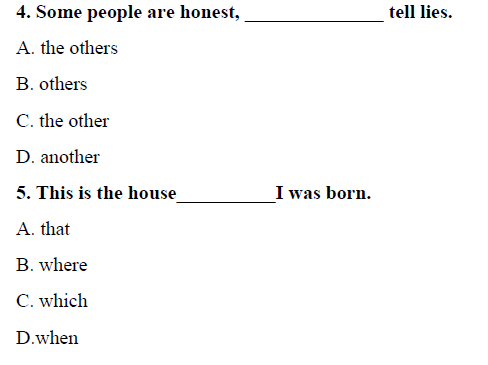 4. Some people are honest, _______________ tell lies.
A. the others
B. others
C. the other
D. another
5. This is the house__________I was born.
A. that
B. where
C. which
D.when